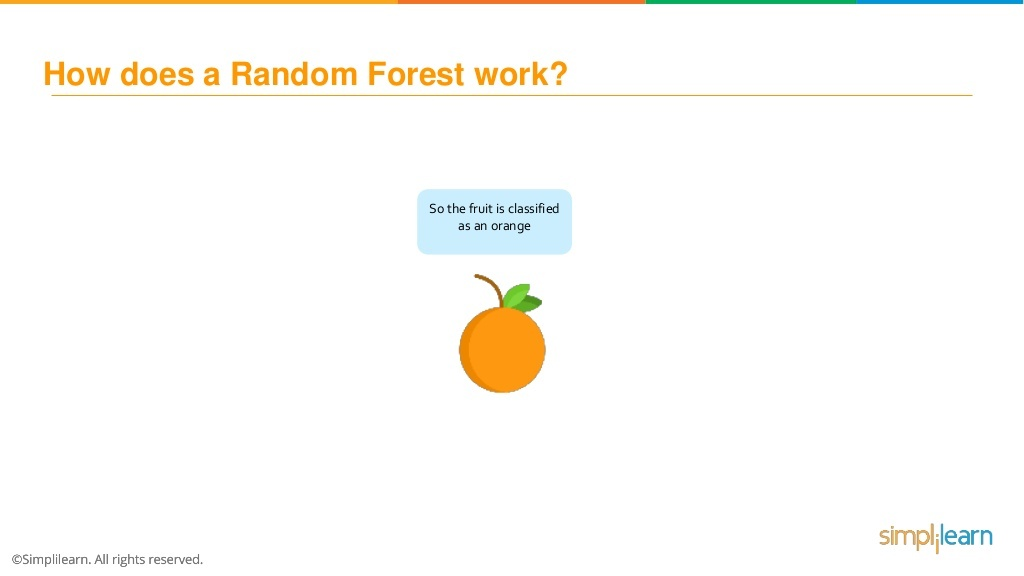 How does a Random Forest work?
So the fruit is classified
as an orange
simplilearn
©Simplilearn. All rights reserved.